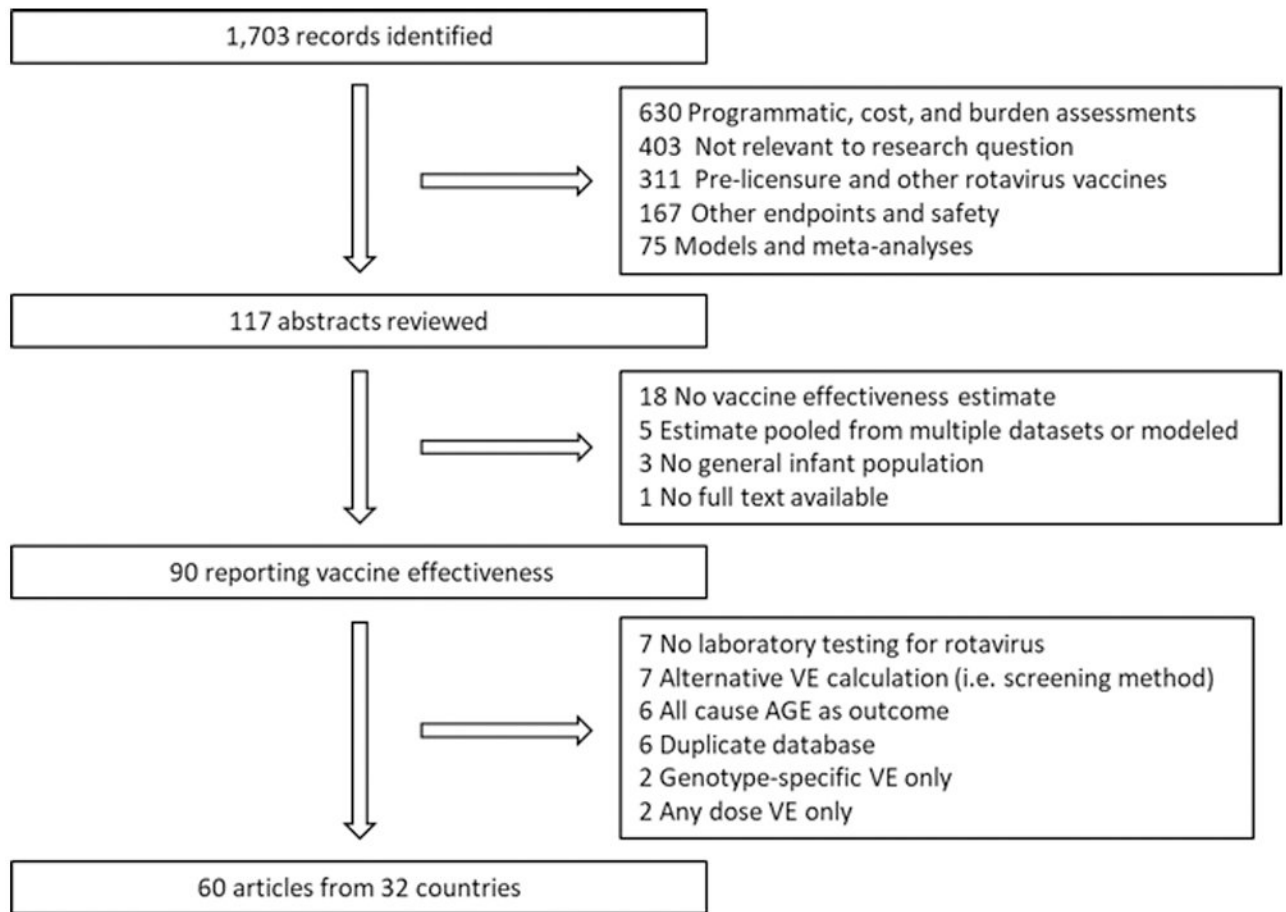 1,703 records identified
630 Programmatic, cost, and burden assessments
403 Not relevant to research question
311 Pre-licensure and other rotavirus vaccines
167 Other endpoints and safety
75 Models and meta-analyses
117 abstracts reviewed
18 No vaccine effectiveness estimate
5 Estimate pooled from multiple datasets or modeled
3 No general infant population
1 No full text available
90 reporting vaccine effectiveness
7 No laboratory testing for rotavirus
7 Alternative VE calculation (i.e. screening method)
6 All cause AGE as outcome
6 Duplicate database
2 Genotype-specific VE only
2 Any dose VE only
60 articles from 32 countries